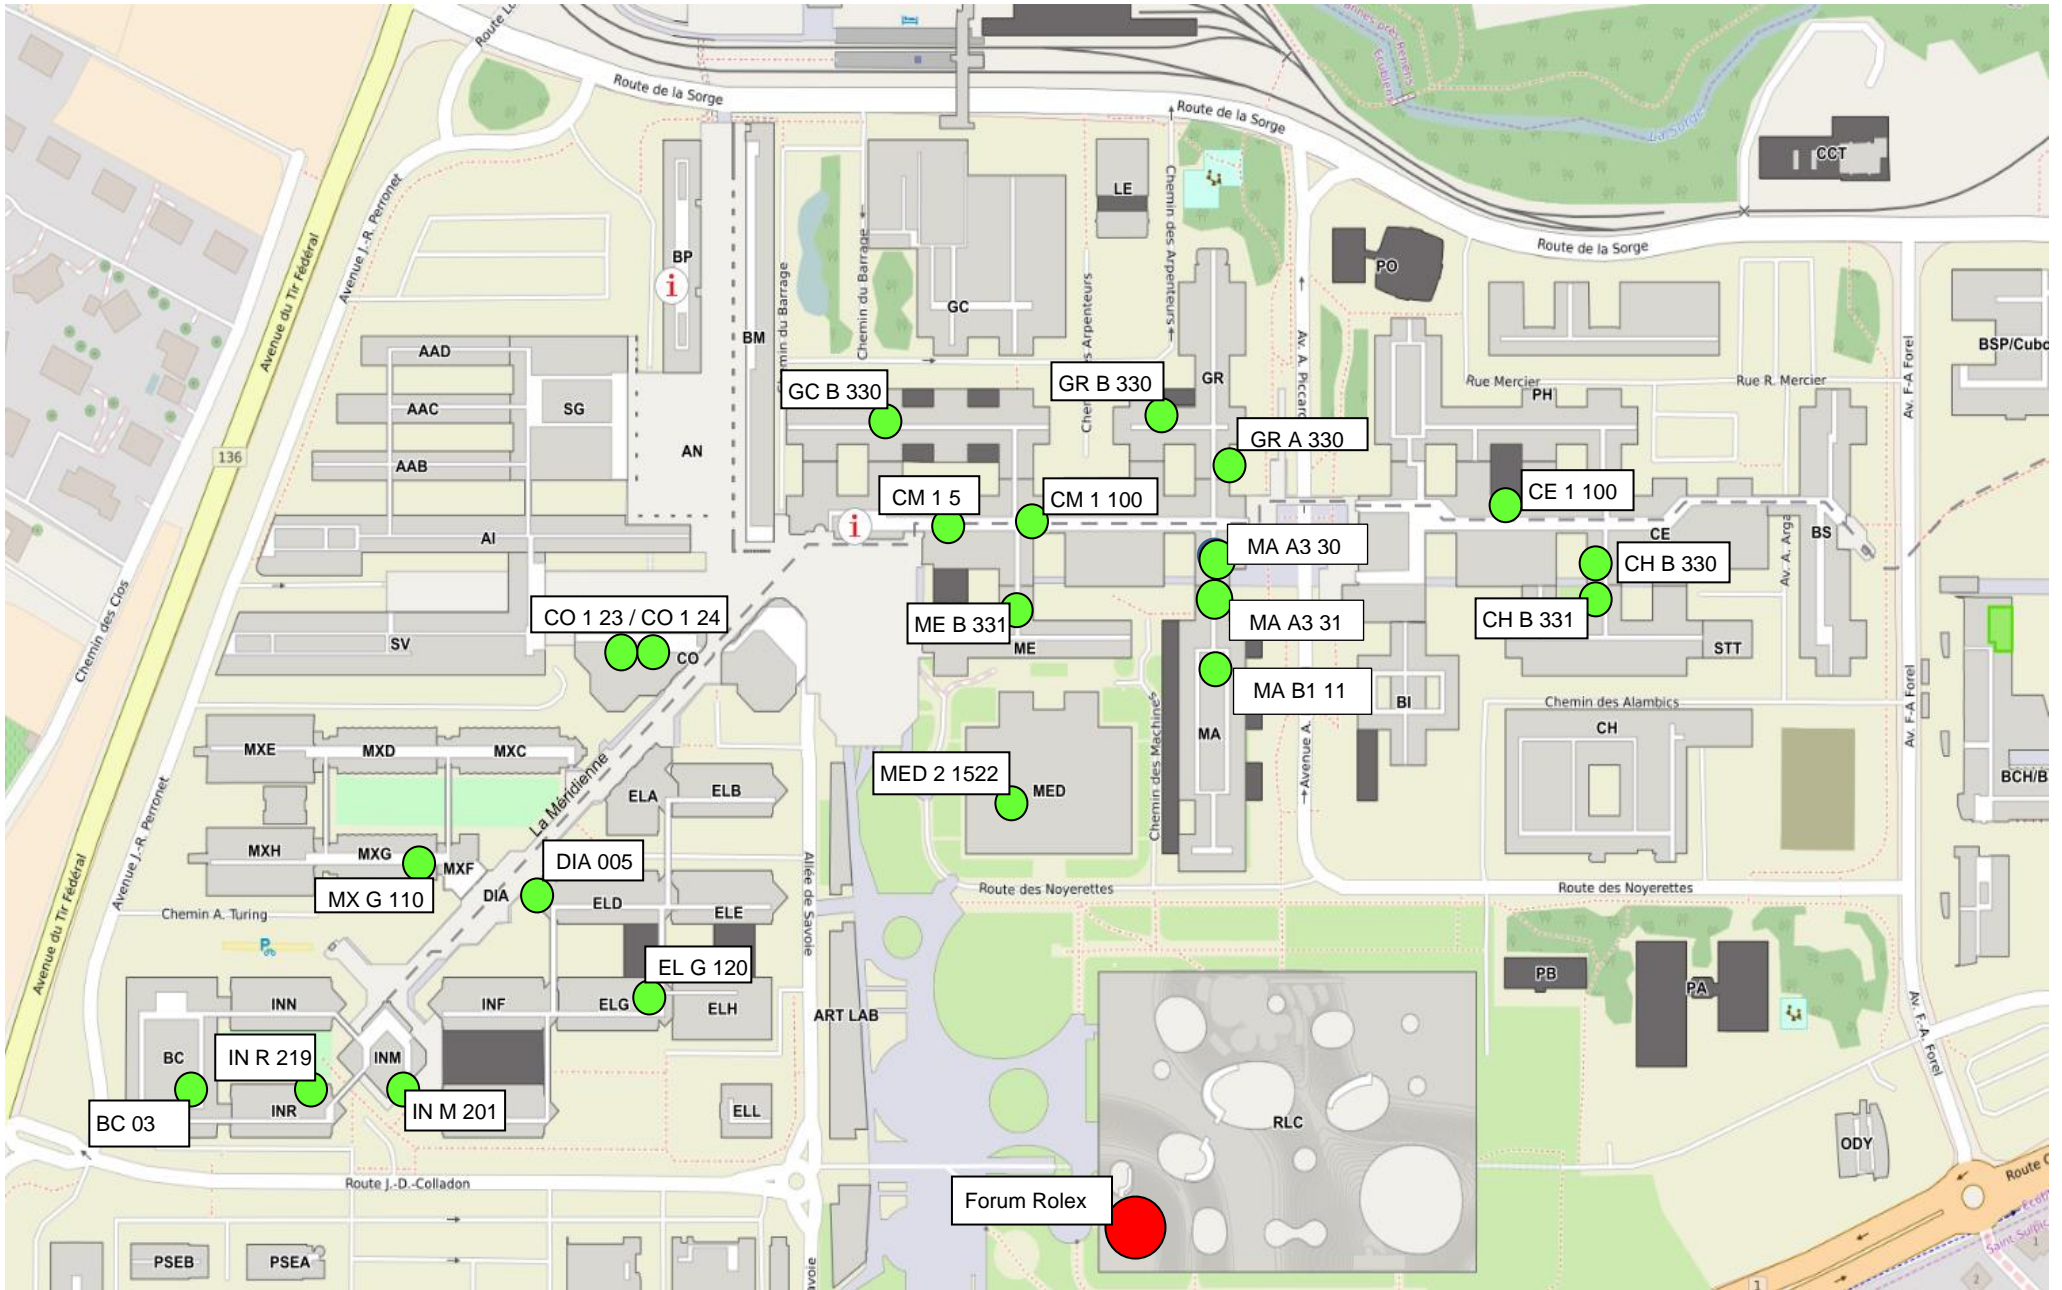 Route de la Sorge
Route de la Sorge
Route de la Sorge
La Sorge
CCT
LE
Chemin des Arpenteurs
Avenue J.-R. Perronet
Avenue du Tir Fédéral
BP
i
BM
Chemin du Barrage
GC
PO
GR
Av. A. Piccard
Av. F-A Forel
BSP/Cubo
AAD
AAC
SG
AAB
AN
136
GC B 330
GR B 330
Rue Mercier
Rue R. Mercier
PH
GR A 330
CM 1 5
CM 1 100
CE 1 100
i
AI
MA A3 30
CE
BS
CH B 330
Chemin des Clos
CO 1 23 / CO 1 24
ME B 331
MA A3 31
CH B 331
SV
CO
ME
STT
MA B1 11
BI
Chemin des Alambics
Av. F-A Forel
MXE
MXD
MXC
MA
CH
La Méridienne
MED 2 1522
MED
Chemin des Machines
BCH/B
ELA
ELB
Avenue J.-R. Perronet
MXH
MXG
MXF
DIA 005
Allée de Savoie
MX G 110
DIA
ELD
ELE
Route des Noyerettes
Route des Noyerettes
Chemin A. Turing
P
Avenue du Tir Fédéral
EL G 120
PB
PA
INN
INF
ELG
ELH
ART LAB
Av. F.-A. Forel
BC
IN R 219
INM
BC 03
INR
IN M 201
ELL
RLC
ODY
Route J.-D.-Colladon
Forum Rolex
PSEB
PSEA
1
2